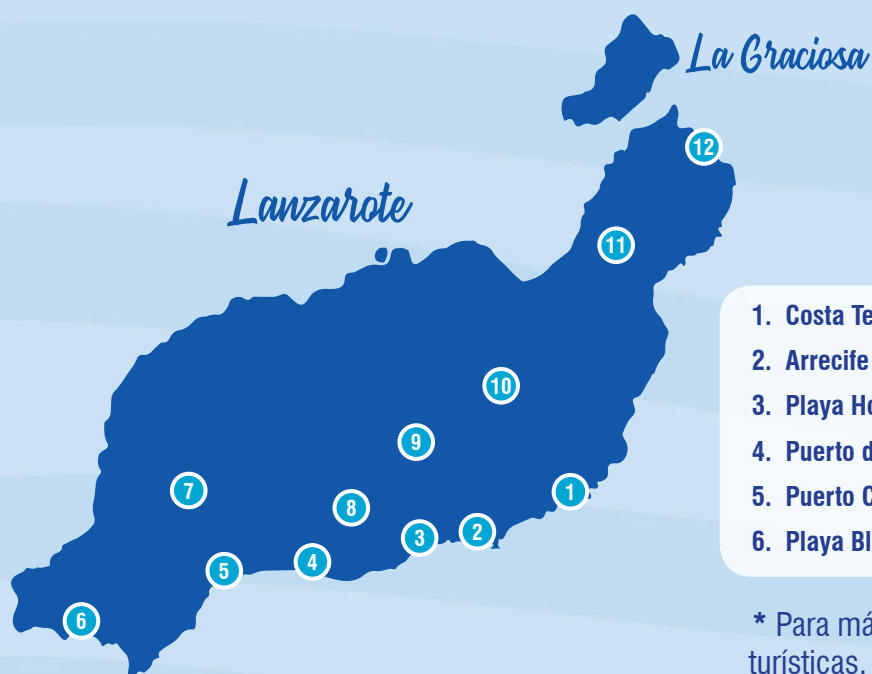 La Graciosa
12
Lanzarote
11
1. Costa Te
2. Arrecife
10
3. Playa Ho
9
4. Puerto d
7
1
5. Puerto C
8
2
3
6. Playa Bl
4
5
6
* Para má
turísticas.